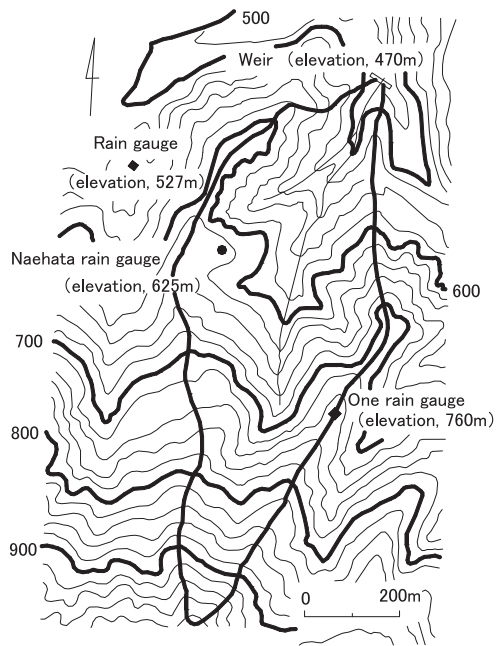 500
Weir (elevation, 470m)
Rain gauge
(elevation, 527m)
Naehata rain gauge
(elevation, 625m)
600
700
One rain gauge
(elevation, 760m)
800
900
0 200m